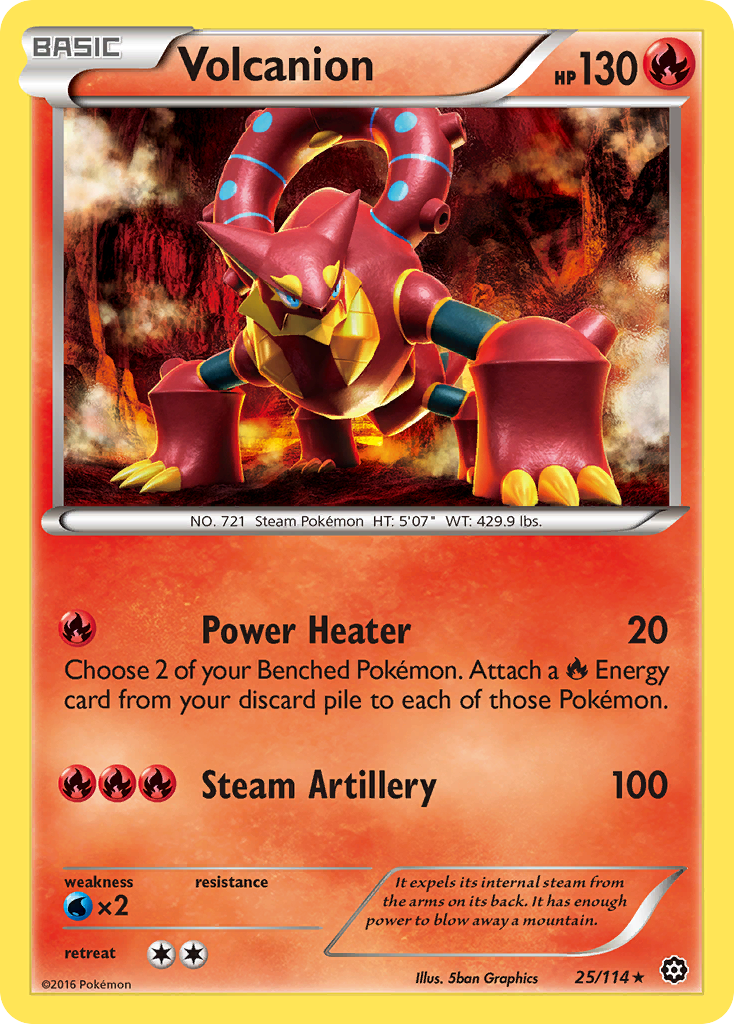 BASIC
Volcanion
HP 130
NO. 721 Steam Pokémon HT: 5'07" WT: 429.9 lbs.
Power Heater 20
Choose 2 of your Benched Pokémon. Attach a Energy
card from your discard pile to each of those Pokémon.
Steam Artillery 100
weakness resistance
×2
retreat
It expels its internal steam from
the arms on its back. It has enough
power to blow away a mountain.
©2016 Pokémon
Illus. 5ban Graphics 25/114 ★